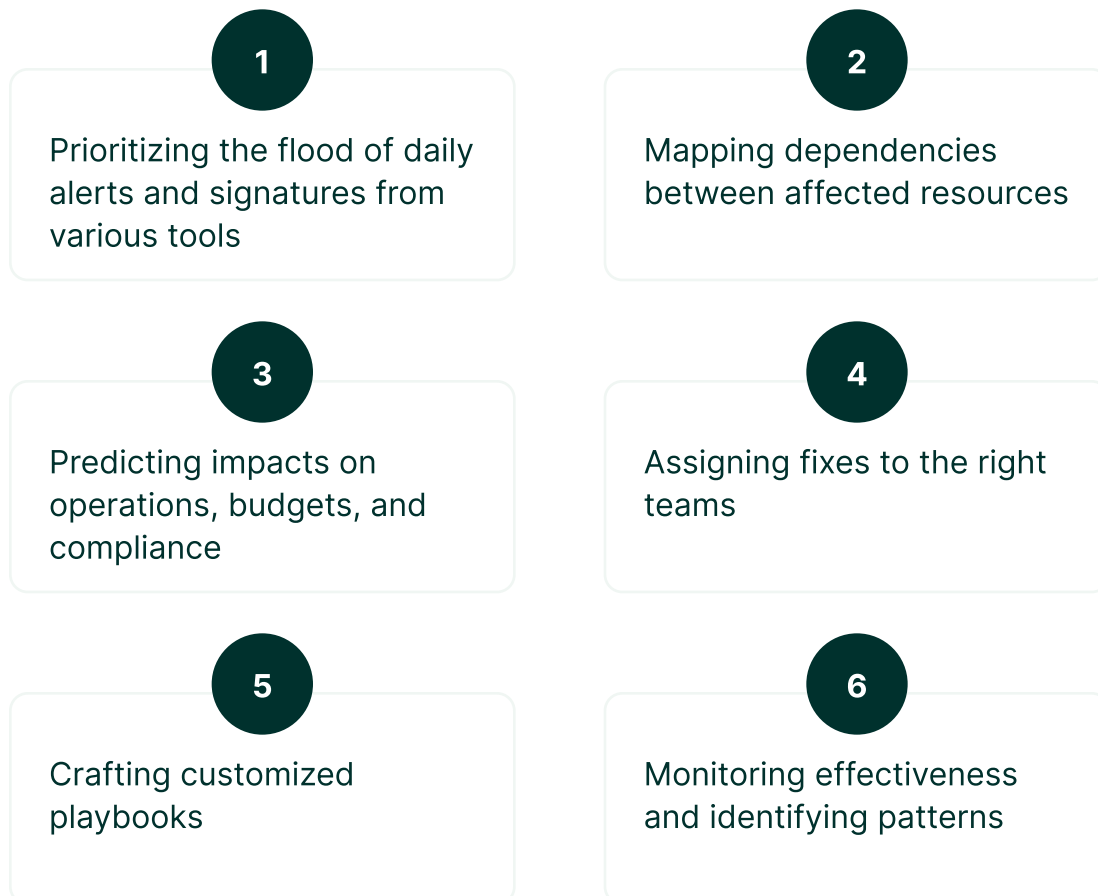 1
Prioritizing the flood of daily
alerts and signatures from
various tools
2
Mapping dependencies
between affected resources
3
Predicting impacts on
operations, budgets, and
compliance
4
Assigning fixes to the right
teams
5
Crafting customized
playbooks
6
Monitoring effectiveness
and identifying patterns